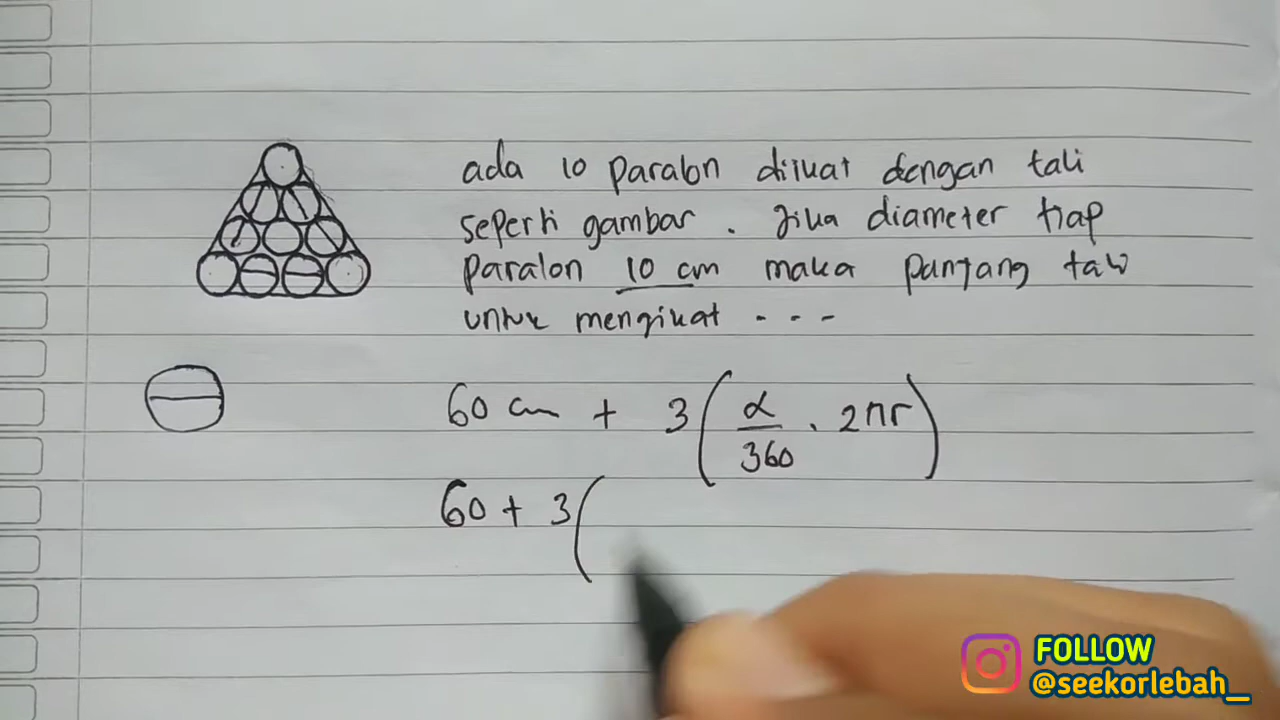 ada 10 paralon diikat dengan tali
seperti gambar. Jika diameter tiap
paralon 10 cm maka panjang tali
untuk mengikat ...
60 cm + 3 ( α/360 . 2πr )
60 + 3 (
FOLLOW
@seekorlebah_